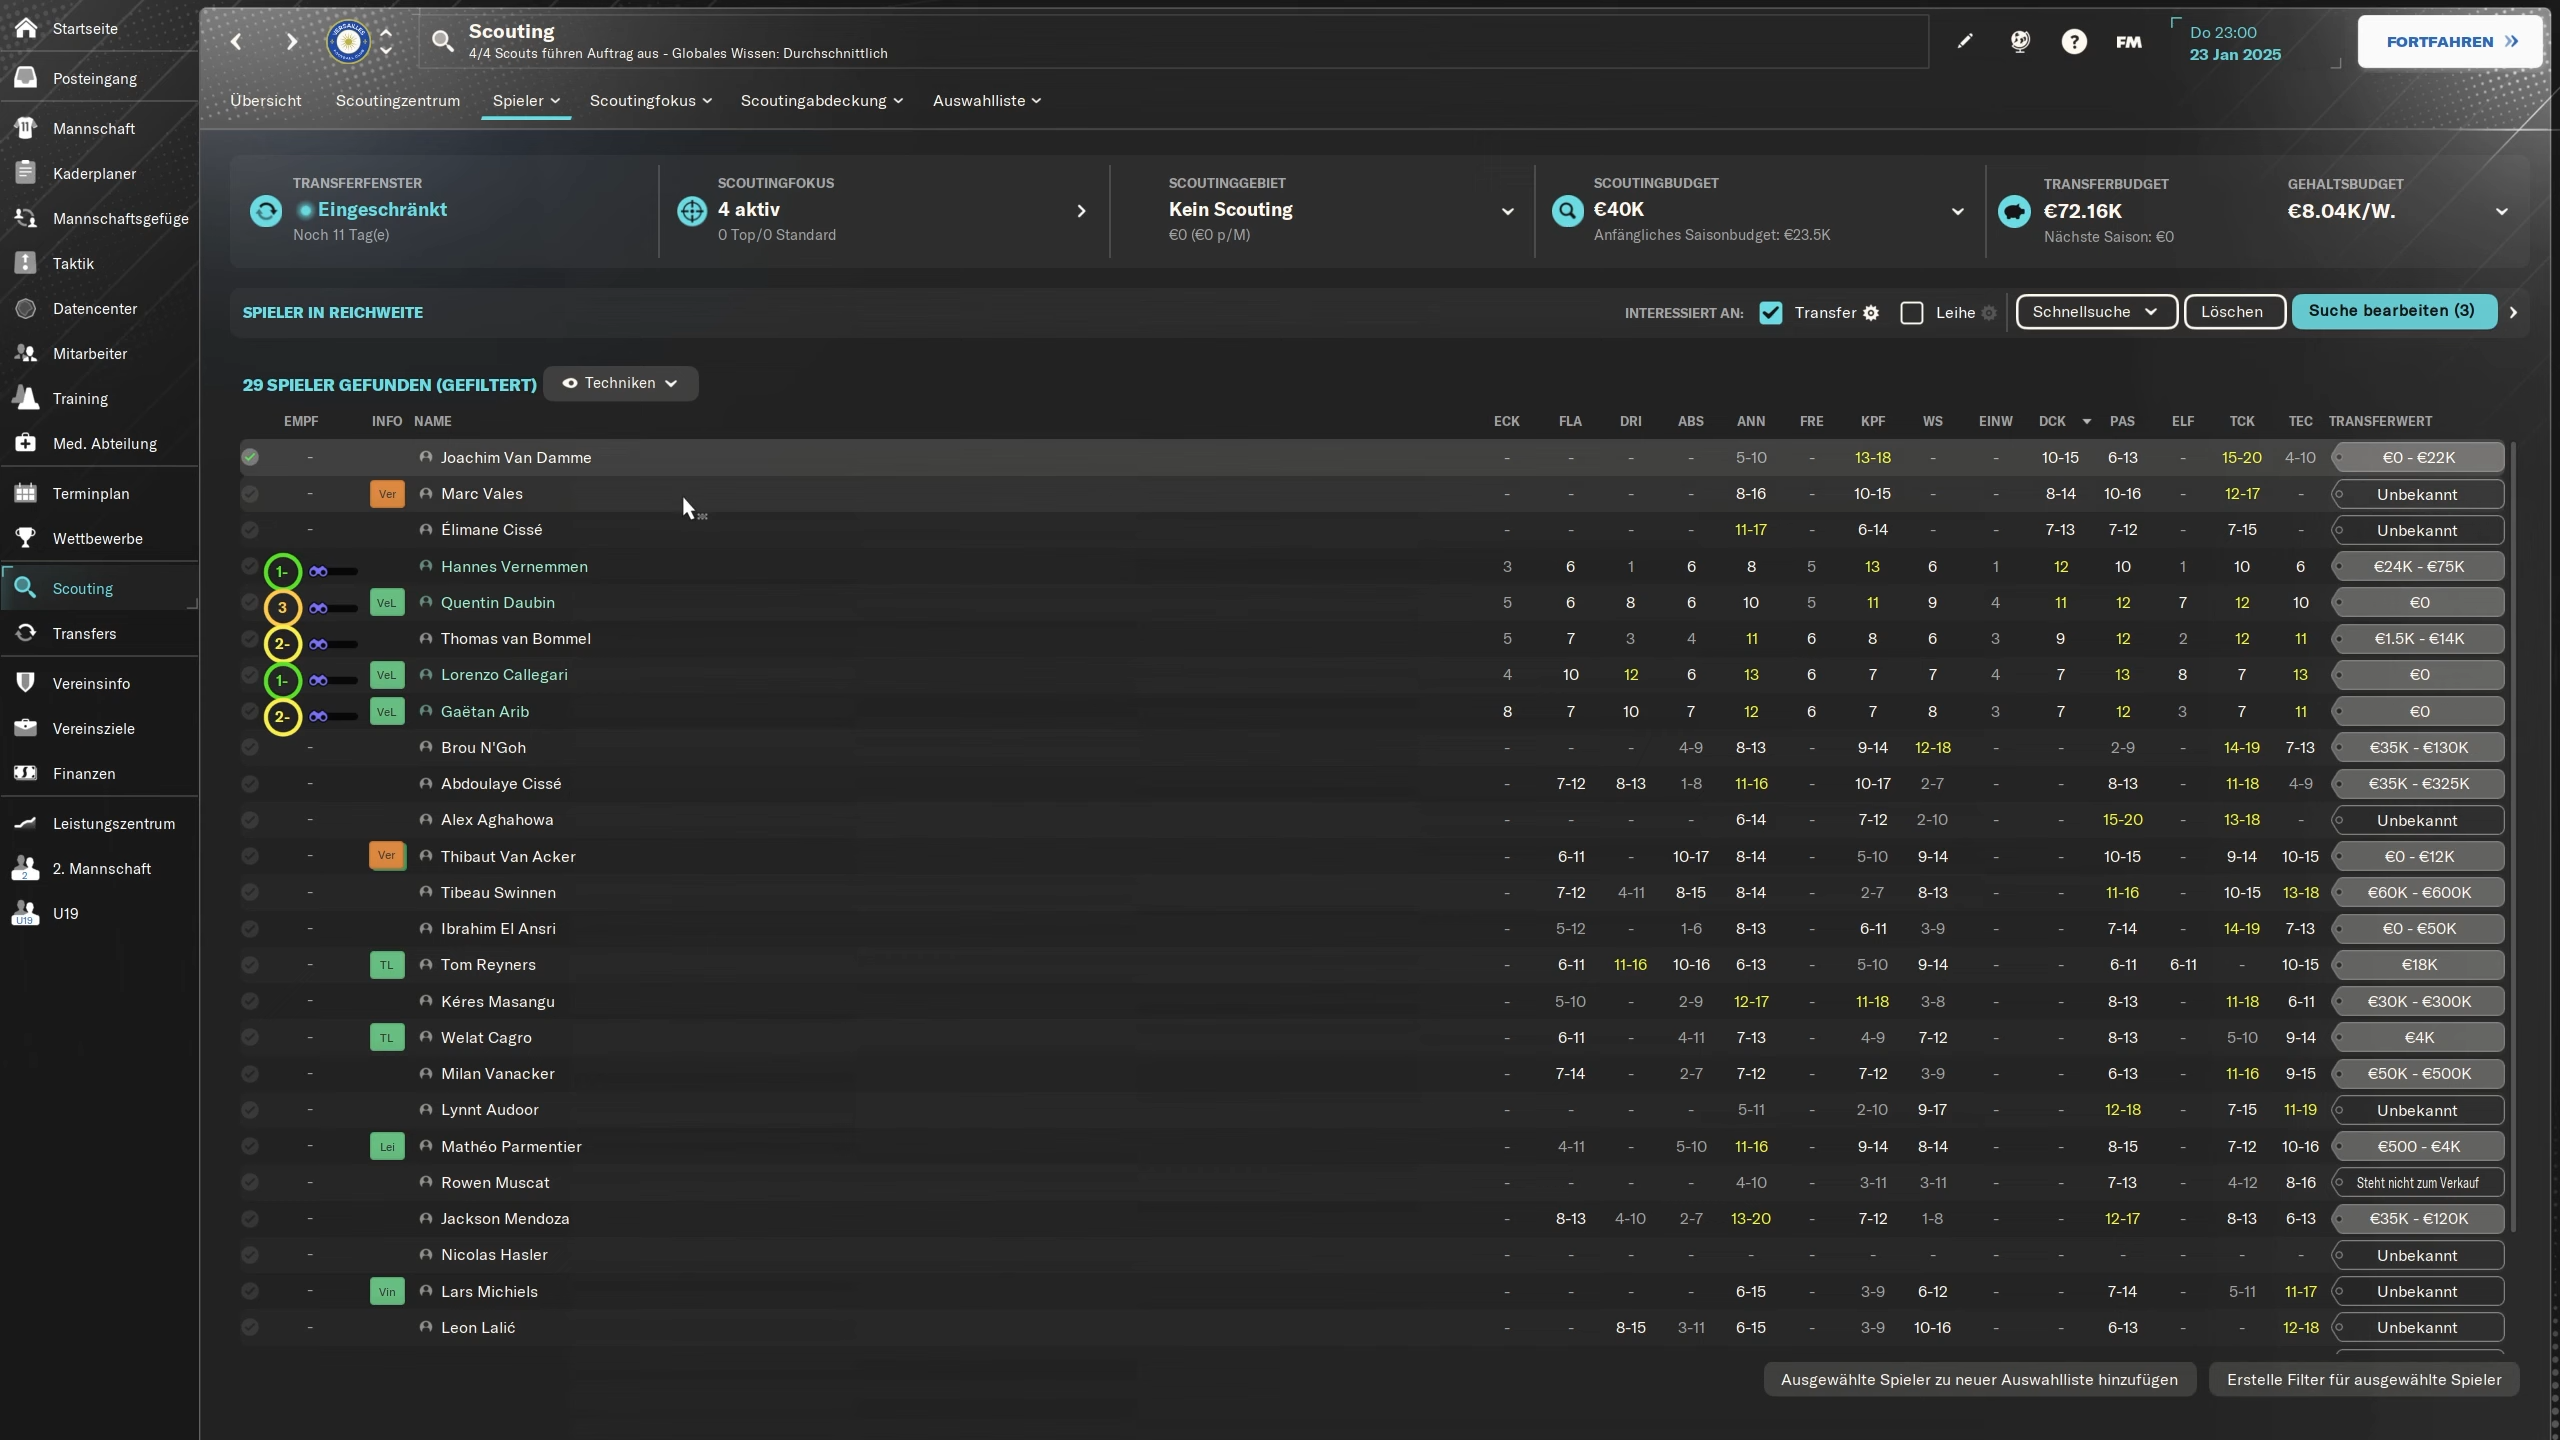 Startseite
Posteingang
Mannschaft
Kaderplaner
Mannschaftsgefüge
Taktik
Datencenter
Mitarbeiter
Training
Med. Abteilung
Terminplan
Wettbewerbe
Scouting
Transfers
Vereinsinfo
Vereinsziele
Finanzen
Leistungszentrum
2. Mannschaft
U19
Scouting
4/4 Scouts führen Auftrag aus - Globales Wissen: Durchschnittlich
FM
Do 23:00
23 Jan 2025
FORTFAHREN
Übersicht Scoutingzentrum Spieler Scoutingfokus Scoutingabdeckung Auswahlliste
TRANSFERFENSTER
Eingeschränkt
Noch 11 Tag(e)
SCOUTINGFOKUS
4 aktiv
0 Top/0 Standard
SCOUTINGGEBIET
Kein Scouting
€0 (€0 p/M)
SCOUTINGBUDGET
€40K
Anfängliches Saisonbudget: €23.5K
TRANSFERBUDGET
€72.16K
Nächste Saison: €0
GEHALTSBUDGET
€8.04K/W.
SPIELER IN REICHWEITE INTERESSIERT AN: Transfer Leihe Schnellsuche Löschen Suche bearbeiten (3)
29 SPIELER GEFUNDEN (GEFILTERT) Techniken
EMPF INFO NAME ECK FLA DRI ABS ANN FRE KPF WS EINW DCK PAS ELF TCK TEC TRANSFERWERT
- Joachim Van Damme - - - - 5-10 - 13-18 - - 10-15 6-13 - 15-20 4-10 €0 - €22K
- Ver Marc Vales - - - - 8-16 - 10-15 - - 8-14 10-16 - 12-17 - Unbekannt
- Élimane Cissé - - - - 11-17 - 6-14 - - 7-13 7-12 - 7-15 - Unbekannt
1- Hannes Vernemmen 3 6 1 6 8 5 13 6 1 12 10 1 10 6 €24K - €75K
3 VeL Quentin Daubin 5 6 8 6 10 5 11 9 4 11 12 7 12 10 €0
2- Thomas van Bommel 5 7 3 4 11 6 8 6 3 9 12 2 12 11 €1.5K - €14K
1- VeL Lorenzo Callegari 4 10 12 6 13 6 7 7 4 7 13 8 7 13 €0
2- VeL Gaëtan Arib 8 7 10 7 12 6 7 8 3 7 12 3 7 11 €0
- Brou N'Goh - - - 4-9 8-13 - 9-14 12-18 - - 2-9 - 14-19 7-13 €35K - €130K
- Abdoulaye Cissé - 7-12 8-13 1-8 11-16 - 10-17 2-7 - - 8-13 - 11-18 4-9 €35K - €325K
- Alex Aghahowa - - - - 6-14 - 7-12 2-10 - - 15-20 - 13-18 - Unbekannt
- Ver Thibaut Van Acker - 6-11 - 10-17 8-14 - 5-10 9-14 - - 10-15 - 9-14 10-15 €0 - €12K
- Tibeau Swinnen - 7-12 4-11 8-15 8-14 - 2-7 8-13 - - 11-16 - 10-15 13-18 €60K - €600K
- Ibrahim El Ansri - 5-12 - 1-6 8-13 - 6-11 3-9 - - 7-14 - 14-19 7-13 €0 - €50K
- TL Tom Reyners - 6-11 11-16 10-16 6-13 - 5-10 9-14 - - 6-11 6-11 - 10-15 €18K
- Kéres Masangu - 5-10 - 2-9 12-17 - 11-18 3-8 - - 8-13 - 11-18 6-11 €30K - €300K
- TL Welat Cagro - 6-11 - 4-11 7-13 - 4-9 7-12 - - 8-13 - 5-10 9-14 €4K
- Milan Vanacker - 7-14 - 2-7 7-12 - 7-12 3-9 - - 6-13 - 11-16 9-15 €50K - €500K
- Lynnt Audoor - - - - 5-11 - 2-10 9-17 - - 12-18 - 7-15 11-19 Unbekannt
- Lei Mathéo Parmentier - 4-11 - 5-10 11-16 - 9-14 8-14 - - 8-15 - 7-12 10-16 €500 - €4K
- Rowen Muscat - - - - 4-10 - 3-11 3-11 - - 7-13 - 4-12 8-16 Steht nicht zum Verkauf
- Jackson Mendoza - 8-13 4-10 2-7 13-20 - 7-12 1-8 - - 12-17 - 8-13 6-13 €35K - €120K
- Nicolas Hasler - - - - - - - - - - - - - - Unbekannt
- Vin Lars Michiels - - - - 6-15 - 3-9 6-12 - - 7-14 - 5-11 11-17 Unbekannt
- Leon Lalić - - 8-15 3-11 6-15 - 3-9 10-16 - - 6-13 - - 12-18 Unbekannt
Ausgewählte Spieler zu neuer Auswahlliste hinzufügen Erstelle Filter für ausgewählte Spieler